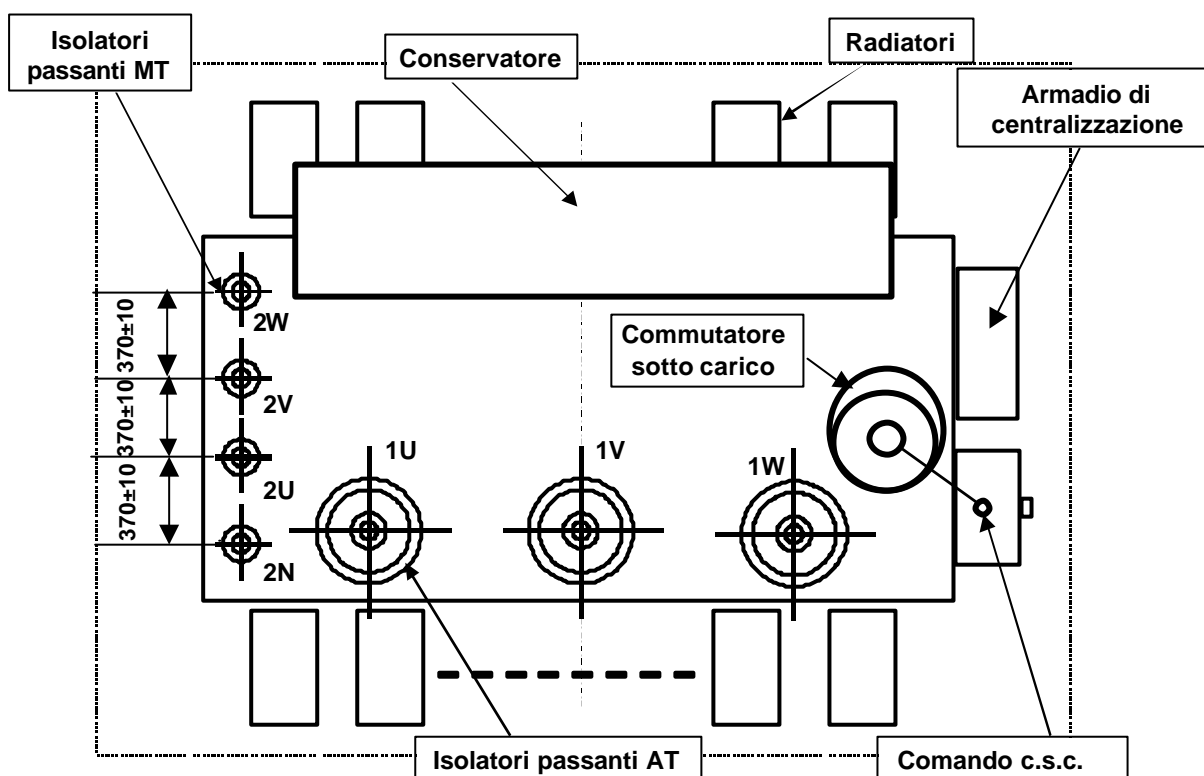 Isolatori
passanti MT
Conservatore
Radiatori
Armadio di
centralizzazione
2W
370±10
Commutatore
sotto carico
2V
370±10
1U
1V
1W
2U
370±10
2N
Isolatori passanti AT
Comando c.s.c.